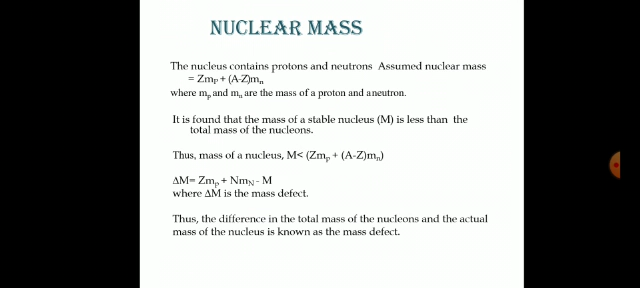 NUCLEAR MASS
The nucleus contains protons and neutrons Assumed nuclear mass
= Zmₚ + (A-Z)mₙ
where mₚ and mₙ are the mass of a proton and aneutron.
It is found that the mass of a stable nucleus (M) is less than the
total mass of the nucleons.
Thus, mass of a nucleus, M< (Zmₚ + (A-Z)mₙ)
ΔM= Zmₚ + Nm_N - M
where ΔM is the mass defect.
Thus, the difference in the total mass of the nucleons and the actual
mass of the nucleus is known as the mass defect.